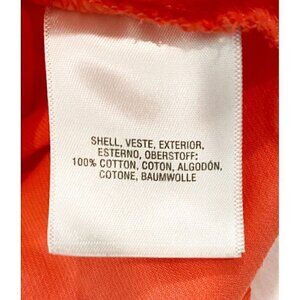 SHELL, VESTE, EXTERIOR,
ESTERNO, OBERSTOFF:
100% COTTON, COTON, ALGODÓN,
COTONE, BAUMWOLLE